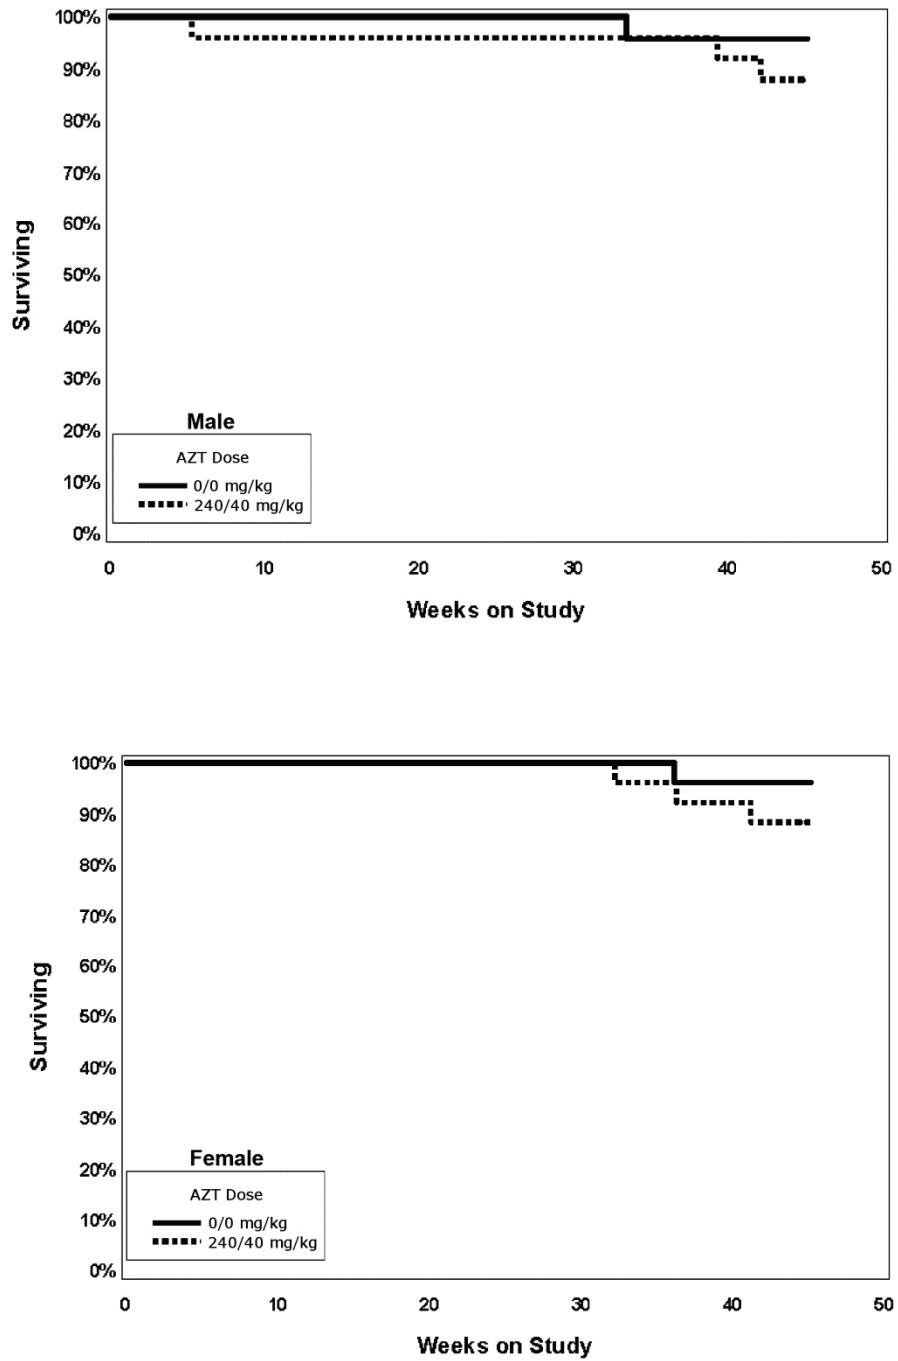 100%
90%
80%
70%
60%
50%
40%
30%
20%
10%
0%
Surviving
Male
AZT Dose
0/0 mg/kg
240/40 mg/kg
0 10 20 30 40 50
Weeks on Study
100%
90%
80%
70%
60%
50%
40%
30%
20%
10%
0%
Surviving
Female
AZT Dose
0/0 mg/kg
240/40 mg/kg
0 10 20 30 40 50
Weeks on Study